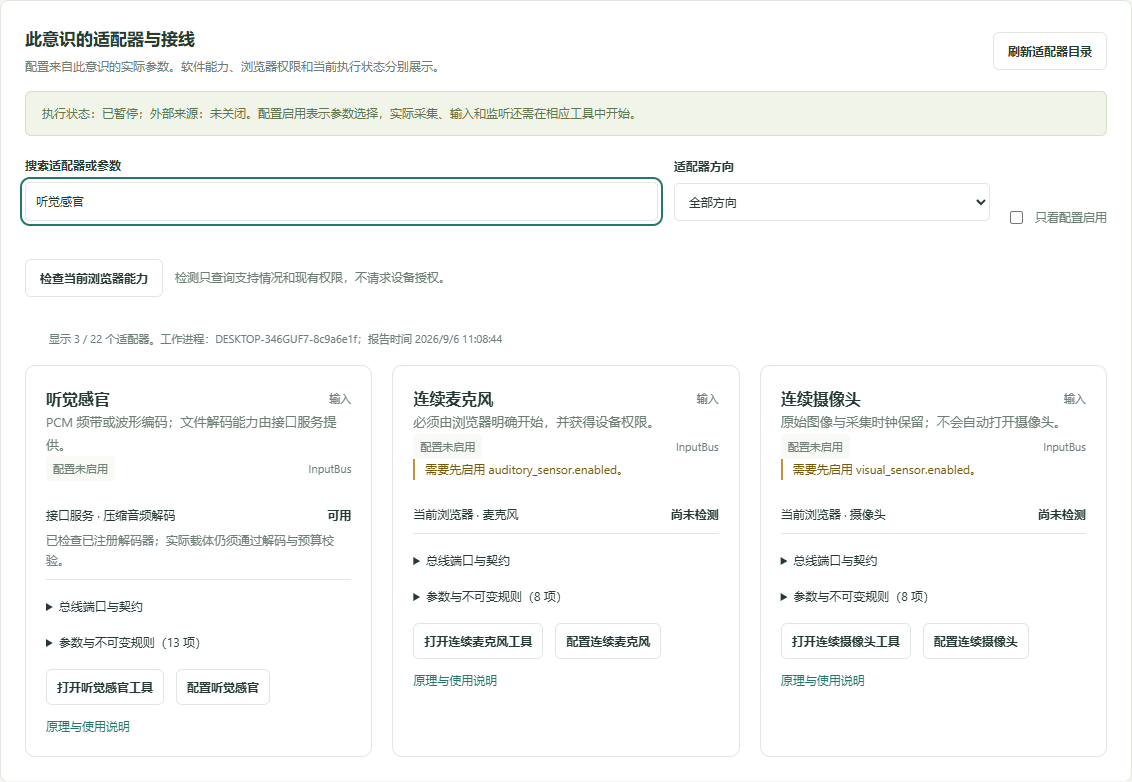 此意识的适配器与接线
配置来自此意识的实际参数。软件能力、浏览器权限和当前执行状态分别展示。
刷新适配器目录
执行状态：已暂停；外部来源：未关闭。配置启用表示参数选择，实际采集、输入和监听还需在相应工具中开始。
搜索适配器或参数
听觉感官
适配器方向
全部方向
只看配置启用
检查当前浏览器能力
检测只查询支持情况和现有权限，不请求设备授权。
显示 3 / 22 个适配器。工作进程：DESKTOP-346GUF7-8c9a6e1f；报告时间 2026/9/6 11:08:44
听觉感官
输入
PCM 频带或波形编码；文件解码能力由接口服务提
供。
配置未启用
InputBus
接口服务 · 压缩音频解码
可用
已检查已注册解码器；实际载体仍须通过解码与预算校
验。
▶ 总线端口与契约
▶ 参数与不可变规则（13 项）
打开听觉感官工具
配置听觉感官
原理与使用说明
连续麦克风
输入
必须由浏览器明确开始，并获得设备权限。
配置未启用
InputBus
需要先启用 auditory_sensor.enabled。
当前浏览器 · 麦克风
尚未检测
▶ 总线端口与契约
▶ 参数与不可变规则（8 项）
打开连续麦克风工具
配置连续麦克风
原理与使用说明
连续摄像头
输入
原始图像与采集时钟保留；不会自动打开摄像头。
配置未启用
InputBus
需要先启用 visual_sensor.enabled。
当前浏览器 · 摄像头
尚未检测
▶ 总线端口与契约
▶ 参数与不可变规则（8 项）
打开连续摄像头工具
配置连续摄像头
原理与使用说明